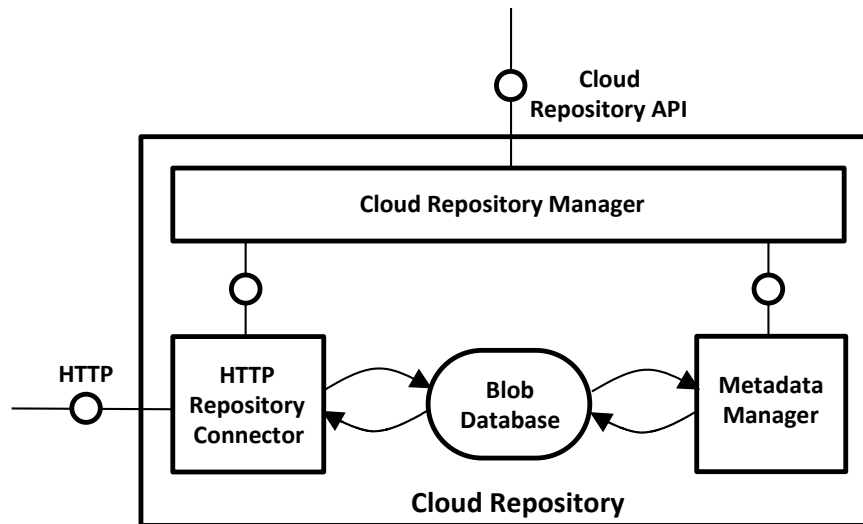 Cloud
Repository API
Cloud Repository Manager
HTTP
HTTP
Repository
Connector
Blob
Database
Metadata
Manager
Cloud Repository